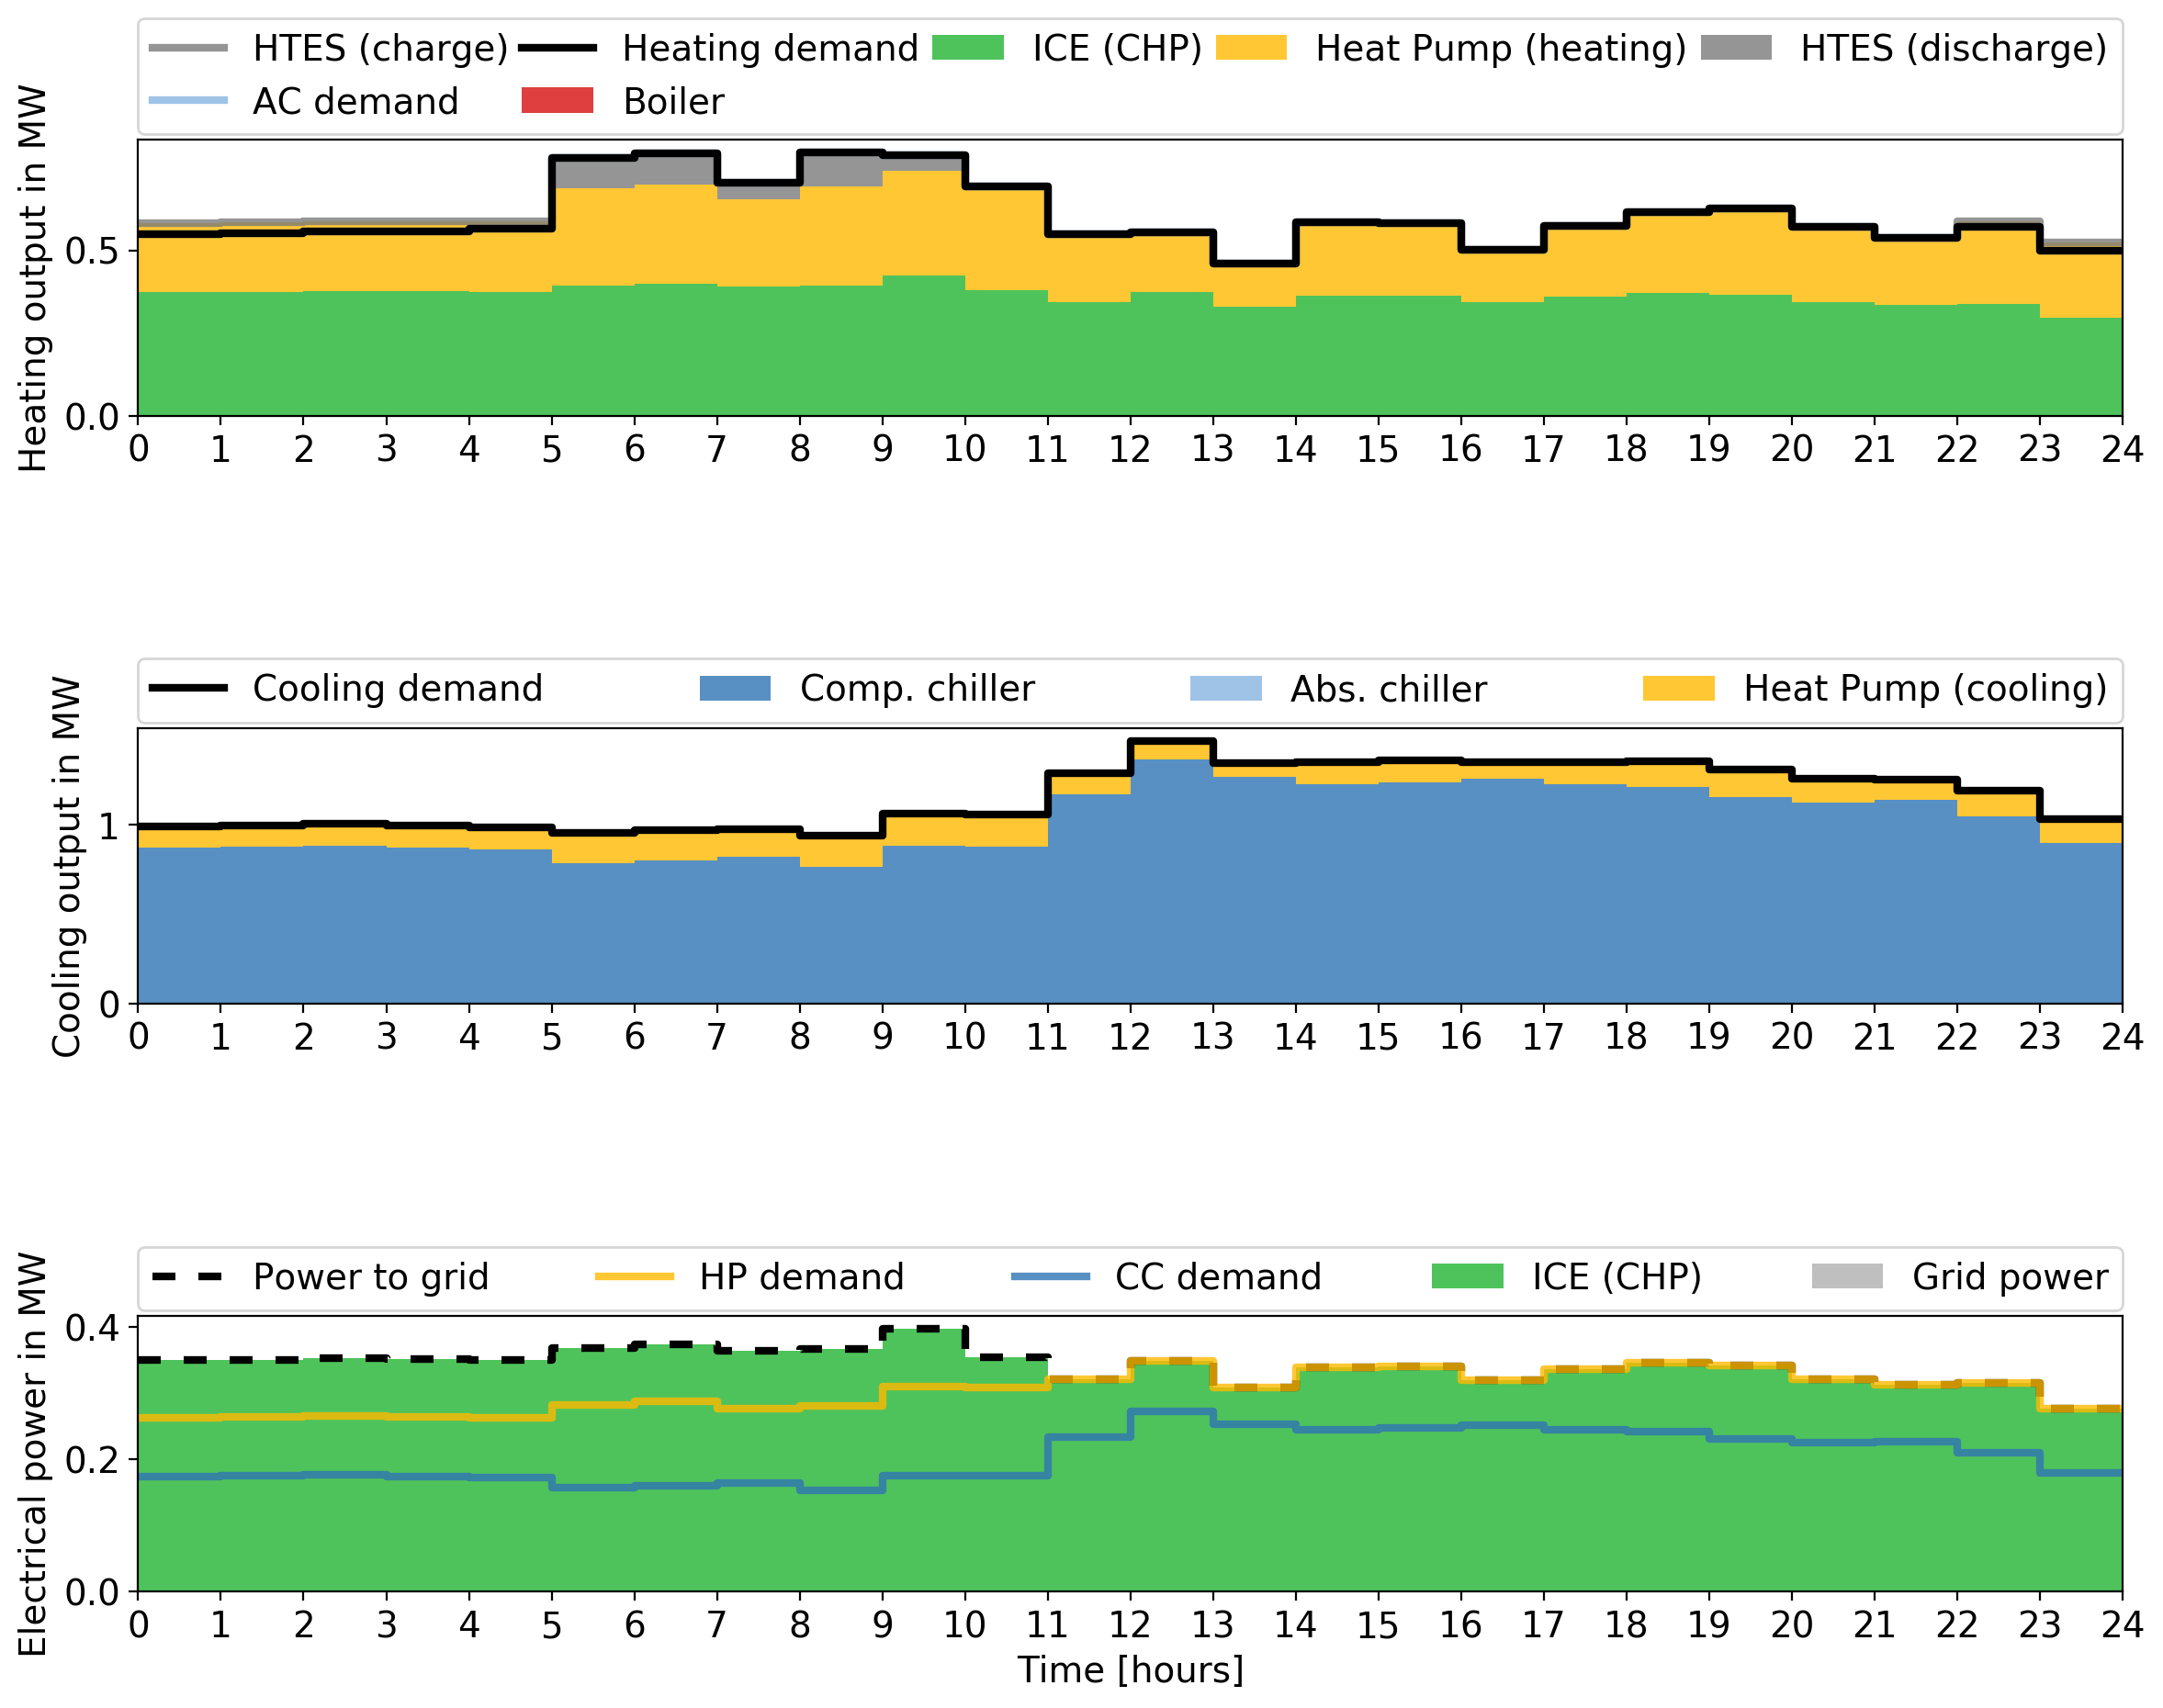 HTES (charge) Heating demand ICE (CHP) Heat Pump (heating) HTES (discharge)
AC demand Boiler
Heating output in MW
0.5
0.0
0 1 2 3 4 5 6 7 8 9 10 11 12 13 14 15 16 17 18 19 20 21 22 23 24
Cooling demand Comp. chiller Abs. chiller Heat Pump (cooling)
Cooling output in MW
1
0
0 1 2 3 4 5 6 7 8 9 10 11 12 13 14 15 16 17 18 19 20 21 22 23 24
Power to grid HP demand CC demand ICE (CHP) Grid power
Electrical power in MW
0.4
0.2
0.0
0 1 2 3 4 5 6 7 8 9 10 11 12 13 14 15 16 17 18 19 20 21 22 23 24
Time [hours]